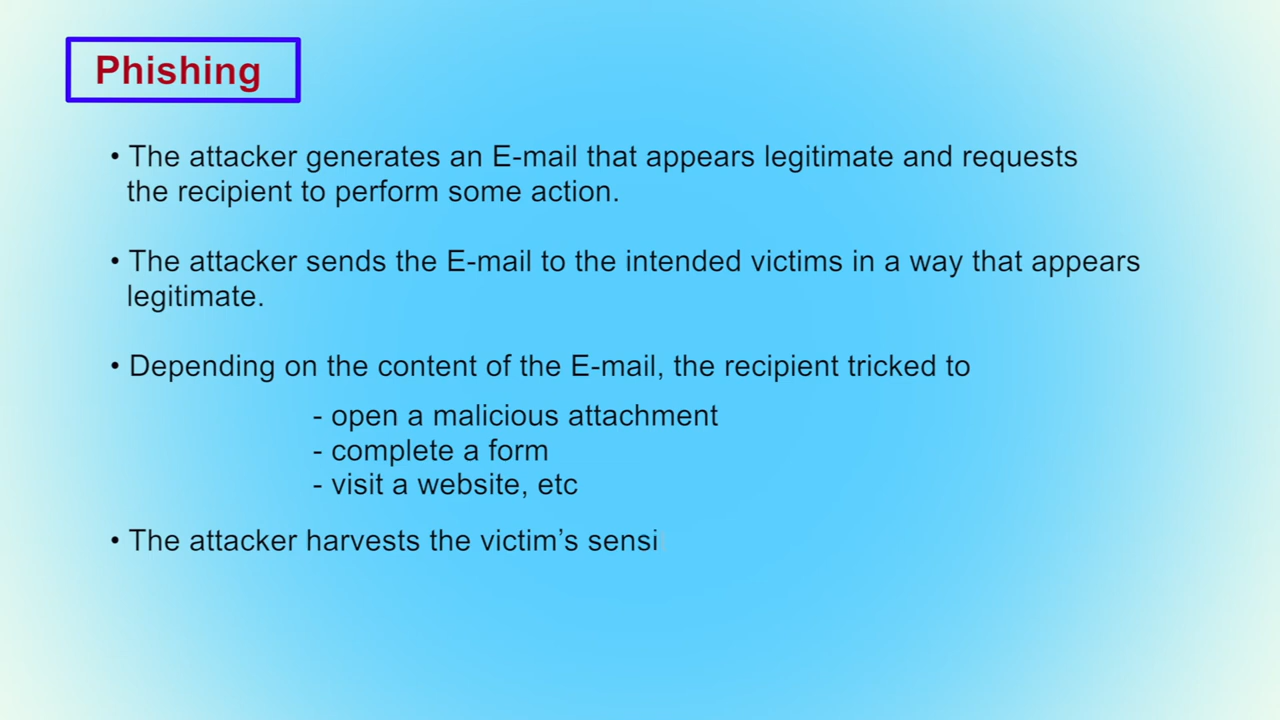 Phishing
• The attacker generates an E-mail that appears legitimate and requests
the recipient to perform some action.
• The attacker sends the E-mail to the intended victims in a way that appears
legitimate.
• Depending on the content of the E-mail, the recipient tricked to
- open a malicious attachment
- complete a form
- visit a website, etc
• The attacker harvests the victim’s sensi